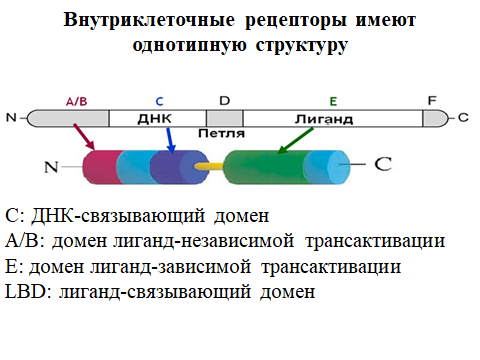 Внутриклеточные рецепторы имеют
однотипную структуру
A/B C D E F
N ДНК Лиганд C
Петля
N C
C: ДНК-связывающий домен
A/B: домен лиганд-независимой трансактивации
E: домен лиганд-зависимой трансактивации
LBD: лиганд-связывающий домен